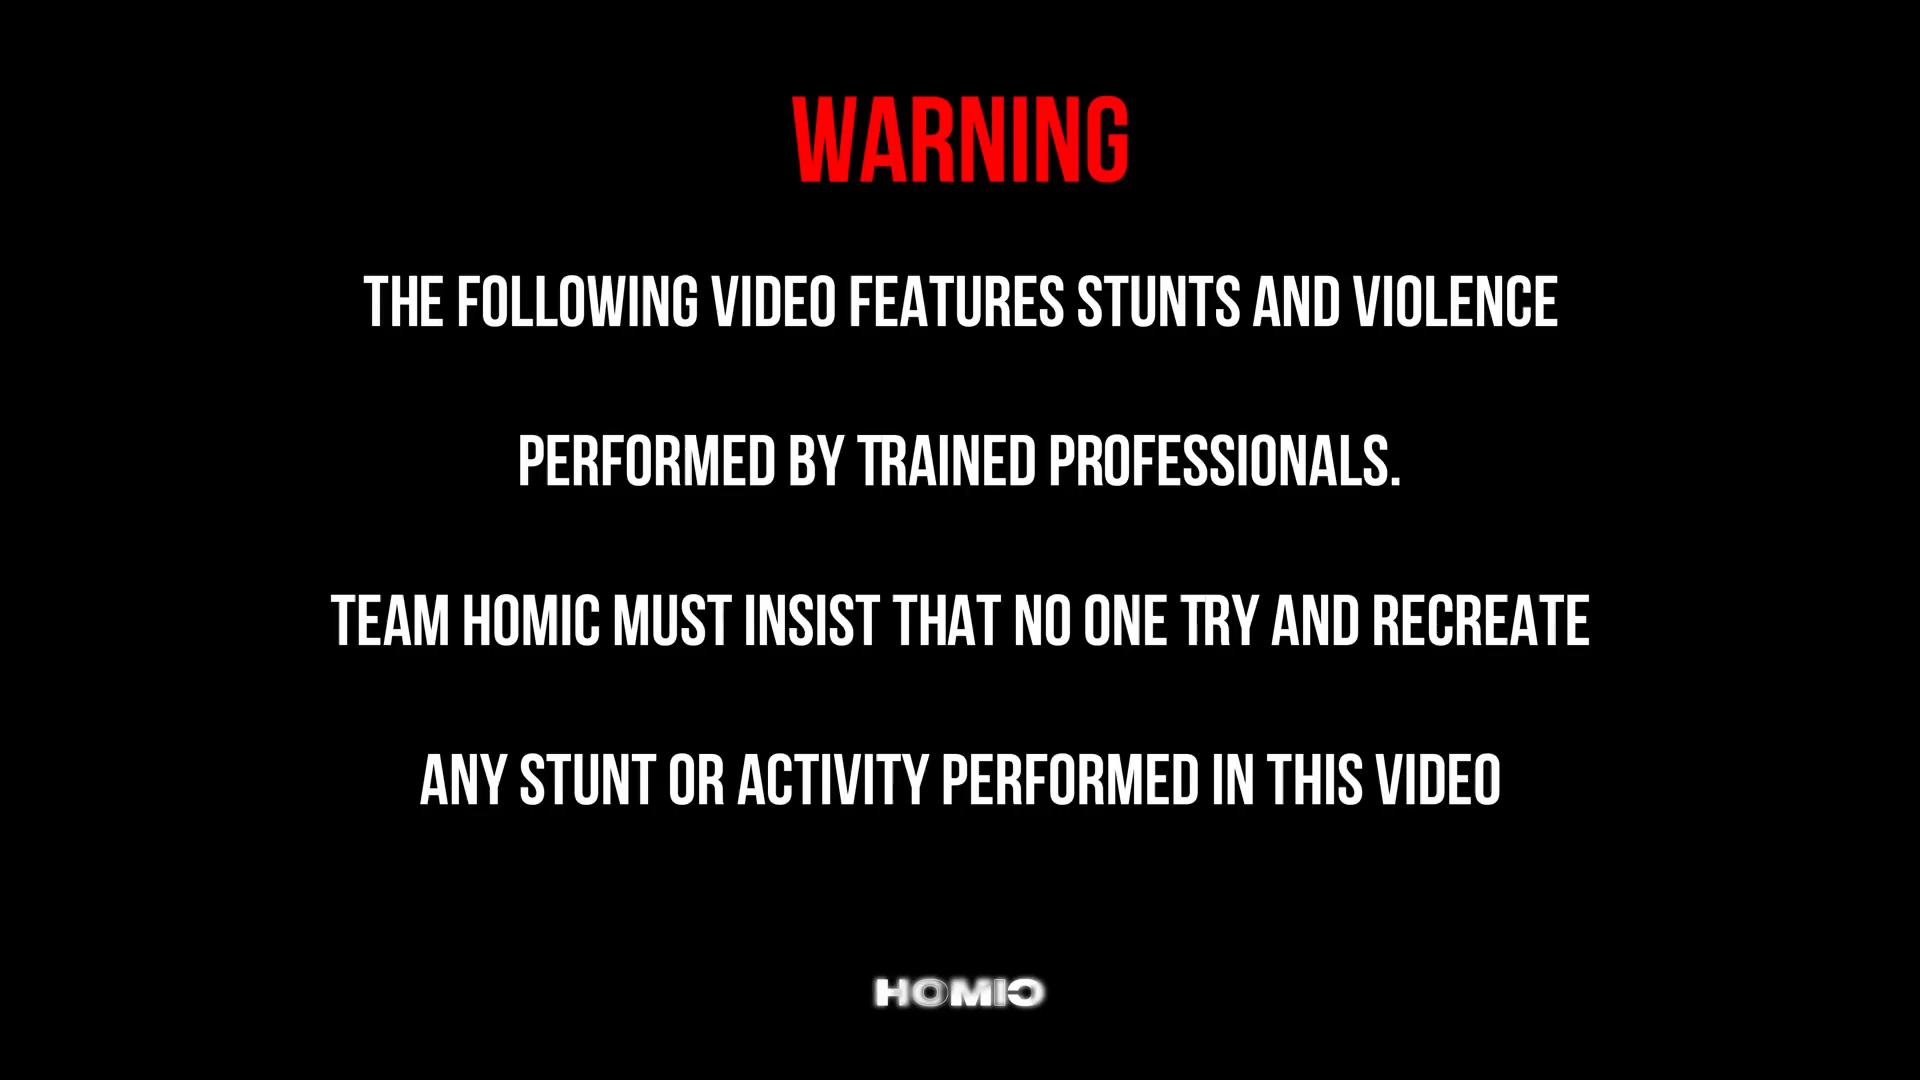 WARNING
THE FOLLOWING VIDEO FEATURES STUNTS AND VIOLENCE
PERFORMED BY TRAINED PROFESSIONALS.
TEAM HOMIC MUST INSIST THAT NO ONE TRY AND RECREATE
ANY STUNT OR ACTIVITY PERFORMED IN THIS VIDEO
HOMIC